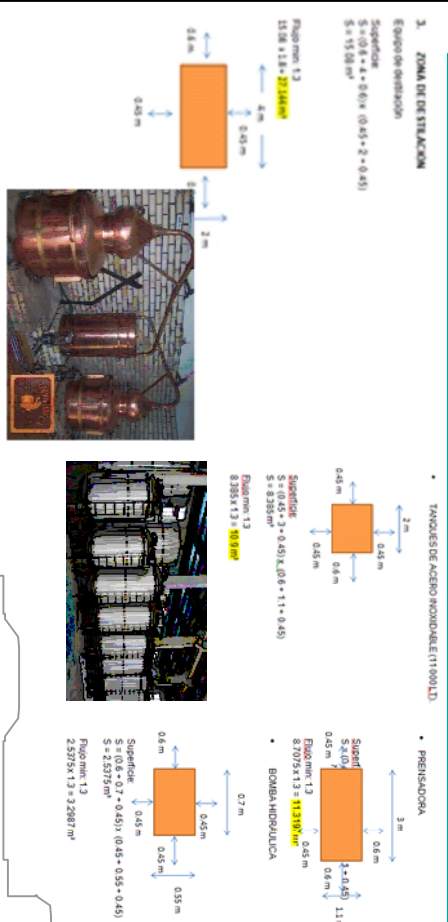 3. ZONA DE DESTILACIÓN
Equipo de destilación
Superficie:
S = (0.6 + 4 + 0.6) x (0.45 + 2 + 0.45)
S = 15.08 m²
4 m
0.45 m
0.6 m
2 m
0.45 m
Flujo min: 1.3
15.08 x 1.8 = 27.144 m²
• TANQUES DE ACERO INOXIDABLE (11000 LT).
2 m
0.45 m
0.45 m
0.6 m
0.45 m
Superficie:
S = (0.45 + 3 + 0.45) x (0.6 + 1.1 + 0.45)
S = 8.385 m²
Flujo min: 1.3
8.385 x 1.3 = 10.9 m²
• PRENSADORA
3 m
0.6 m
0.45 m
0.6 m
0.45 m
+ 0.45)
Flujo min: 1.3
8.7075 x 1.3 = 11.3197 m²
• BOMBA HIDRÁULICA
0.7 m
0.45 m
0.6 m
0.45 m
0.55 m
0.45 m
Superficie:
S = (0.6 + 0.7 + 0.45) x (0.45 + 0.55 + 0.45)
S = 2.5375 m²
Flujo min: 1.3
2.5375 x 1.3 = 3.2987 m²